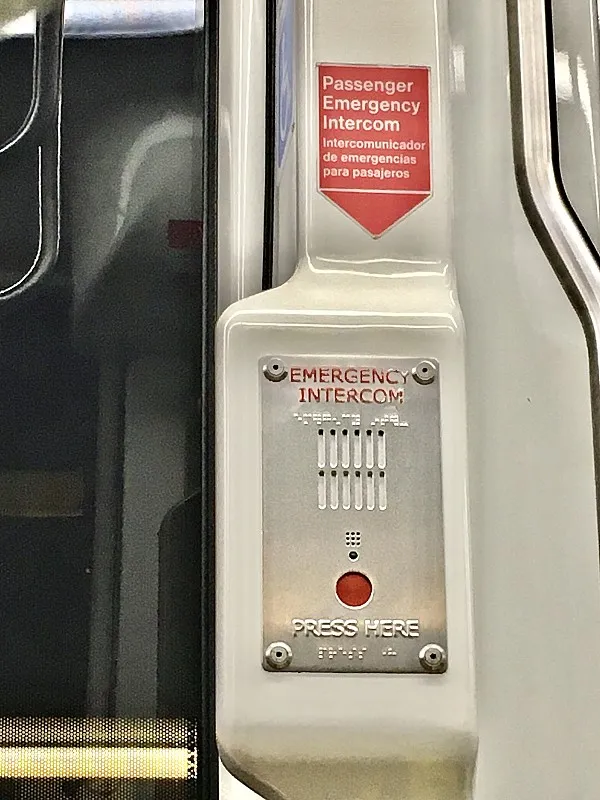 Passenger
Emergency
Intercom
Intercomunicador
de emergencias
para pasajeros
EMERGENCY
INTERCOM
PRESS HERE